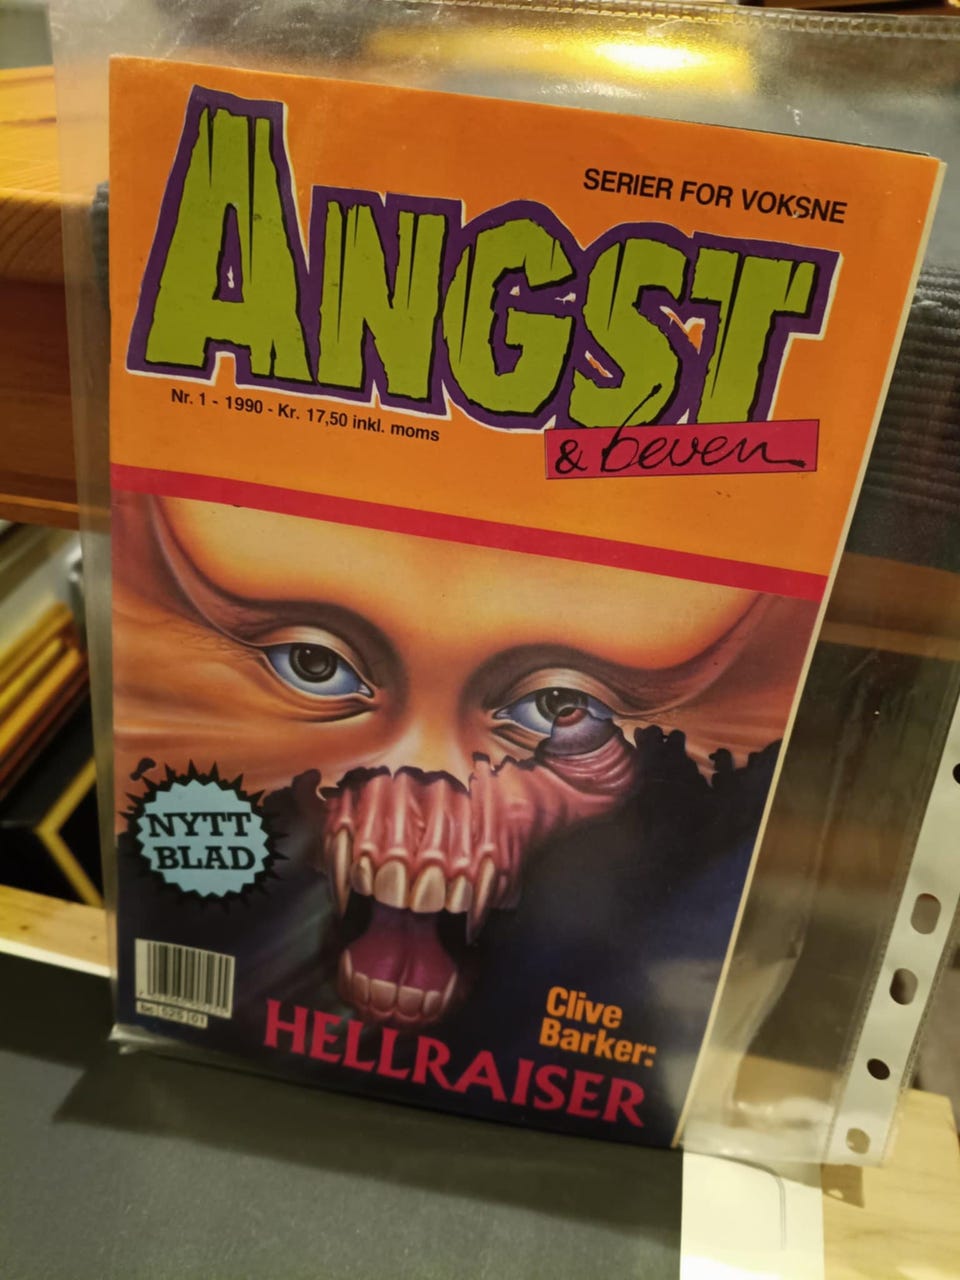 SERIER FOR VOKSNE
ANGST
& beven
Nr. 1 - 1990 - Kr. 17,50 inkl. moms
NYTT
BLAD
Clive
Barker:
HELLRAISER